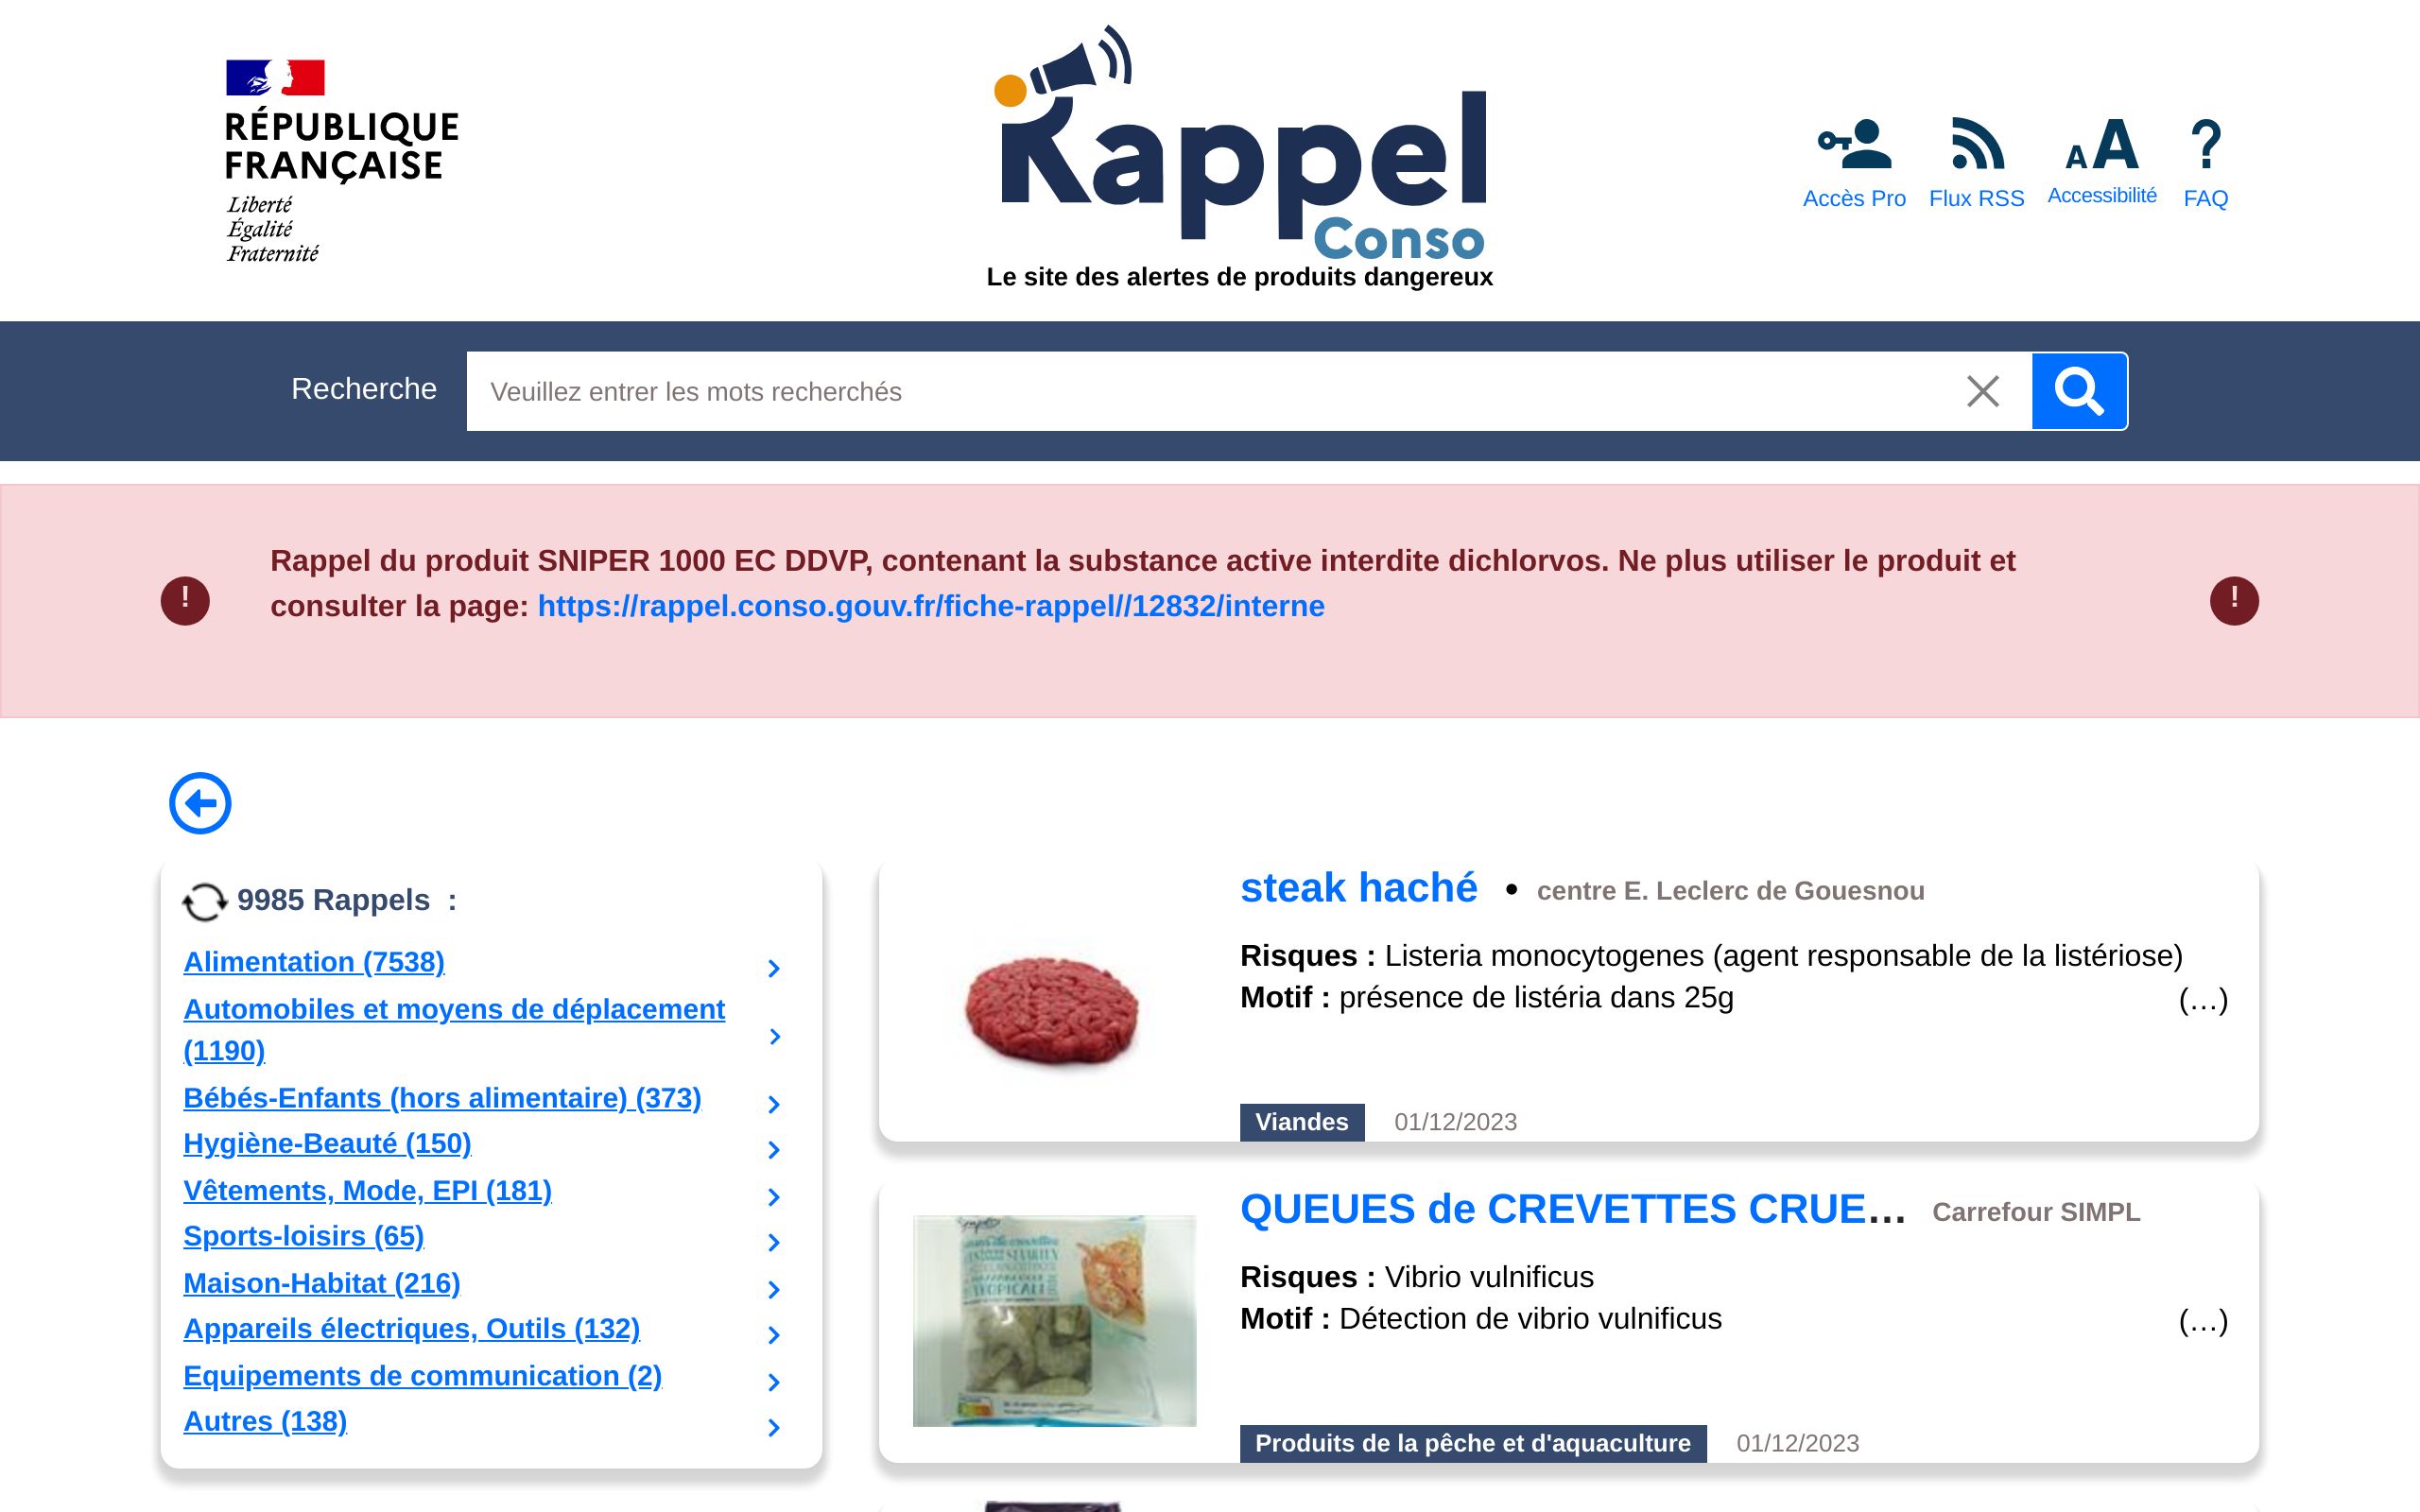 RÉPUBLIQUE
FRANÇAISE
Liberté
Égalité
Fraternité
Rappel
Conso
Le site des alertes de produits dangereux
Accès Pro
Flux RSS
AA
Accessibilité
?
FAQ
Recherche
Veuillez entrer les mots recherchés
!
Rappel du produit SNIPER 1000 EC DDVP, contenant la substance active interdite dichlorvos. Ne plus utiliser le produit et
consulter la page: https://rappel.conso.gouv.fr/fiche-rappel//12832/interne
!
9985 Rappels :
Alimentation (7538)
Automobiles et moyens de déplacement
(1190)
Bébés-Enfants (hors alimentaire) (373)
Hygiène-Beauté (150)
Vêtements, Mode, EPI (181)
Sports-loisirs (65)
Maison-Habitat (216)
Appareils électriques, Outils (132)
Equipements de communication (2)
Autres (138)
steak haché • centre E. Leclerc de Gouesnou
Risques : Listeria monocytogenes (agent responsable de la listériose)
Motif : présence de listéria dans 25g (…)
Viandes 01/12/2023
QUEUES de CREVETTES CRUE… Carrefour SIMPL
Risques : Vibrio vulnificus
Motif : Détection de vibrio vulnificus (…)
Produits de la pêche et d'aquaculture 01/12/2023